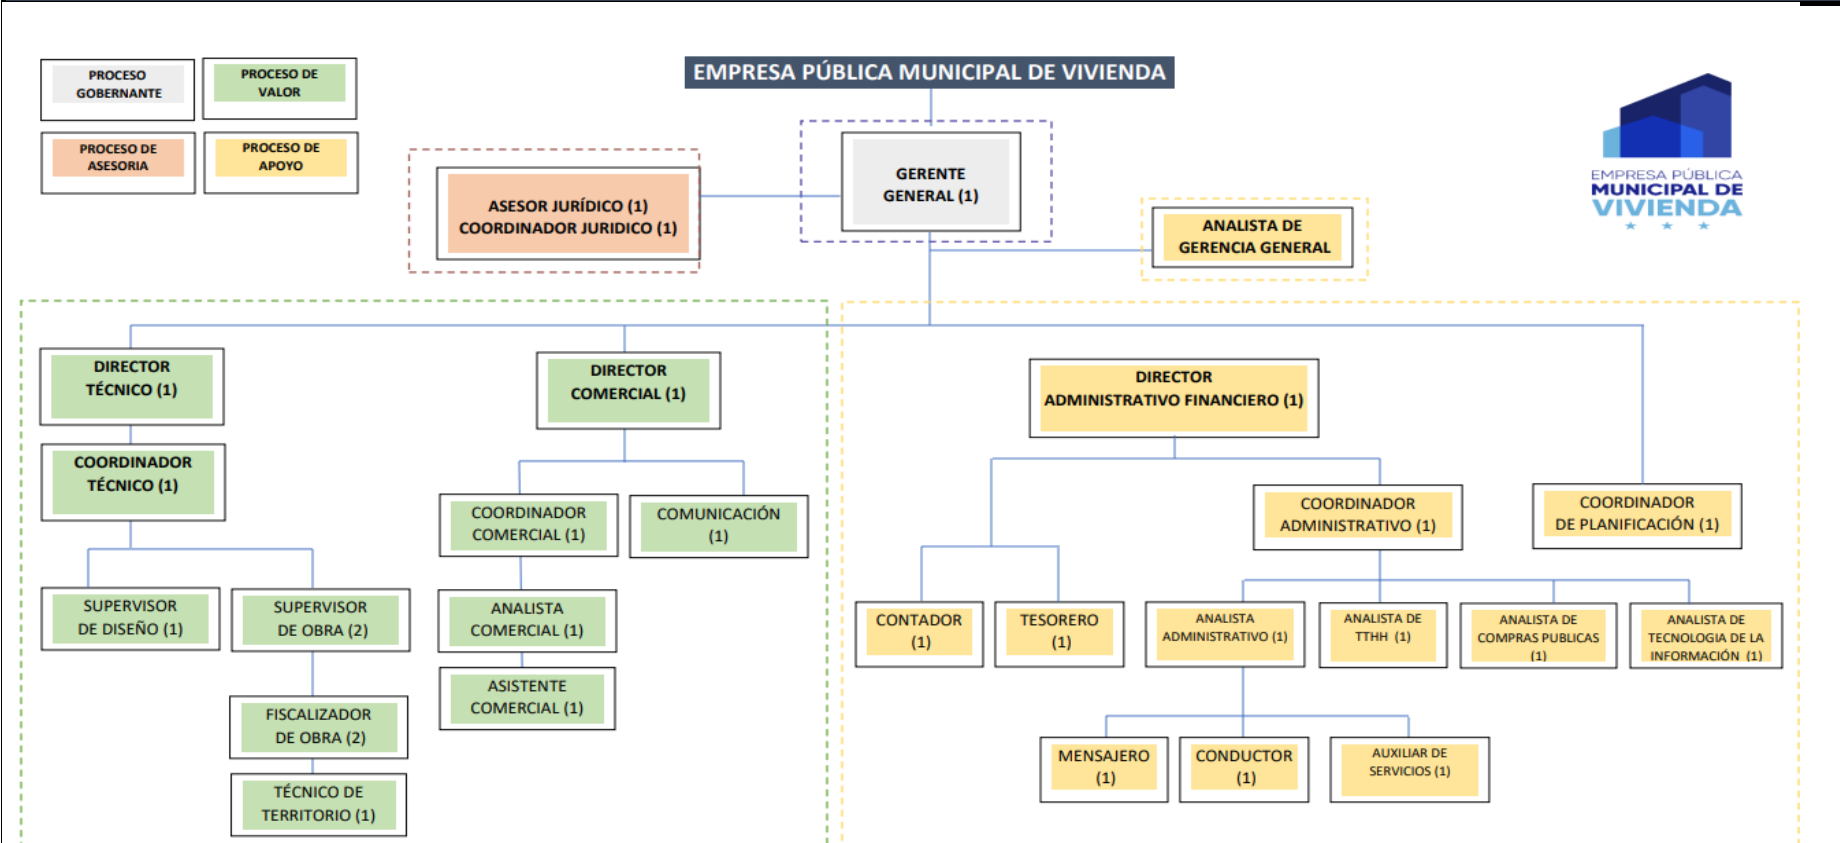 EMPRESA PÚBLICA MUNICIPAL DE VIVIENDA
PROCESO
GOBERNANTE
PROCESO DE
VALOR
PROCESO DE
ASESORIA
PROCESO DE
APOYO
EMPRESA PÚBLICA
MUNICIPAL DE
VIVIENDA
GERENTE
GENERAL (1)
ASESOR JURÍDICO (1)
COORDINADOR JURIDICO (1)
ANALISTA DE
GERENCIA GENERAL
DIRECTOR
TÉCNICO (1)
COORDINADOR
TÉCNICO (1)
SUPERVISOR
DE DISEÑO (1)
SUPERVISOR
DE OBRA (2)
FISCALIZADOR
DE OBRA (2)
TÉCNICO DE
TERRITORIO (1)
DIRECTOR
COMERCIAL (1)
COORDINADOR
COMERCIAL (1)
COMUNICACIÓN
(1)
ANALISTA
COMERCIAL (1)
ASISTENTE
COMERCIAL (1)
DIRECTOR
ADMINISTRATIVO FINANCIERO (1)
COORDINADOR
ADMINISTRATIVO (1)
COORDINADOR
DE PLANIFICACIÓN (1)
CONTADOR
(1)
TESORERO
(1)
ANALISTA
ADMINISTRATIVO (1)
ANALISTA DE
TTHH (1)
ANALISTA DE
COMPRAS PUBLICAS
(1)
ANALISTA DE
TECNOLOGIA DE LA
INFORMACIÓN (1)
MENSAJERO
(1)
CONDUCTOR
(1)
AUXILIAR DE
SERVICIOS (1)